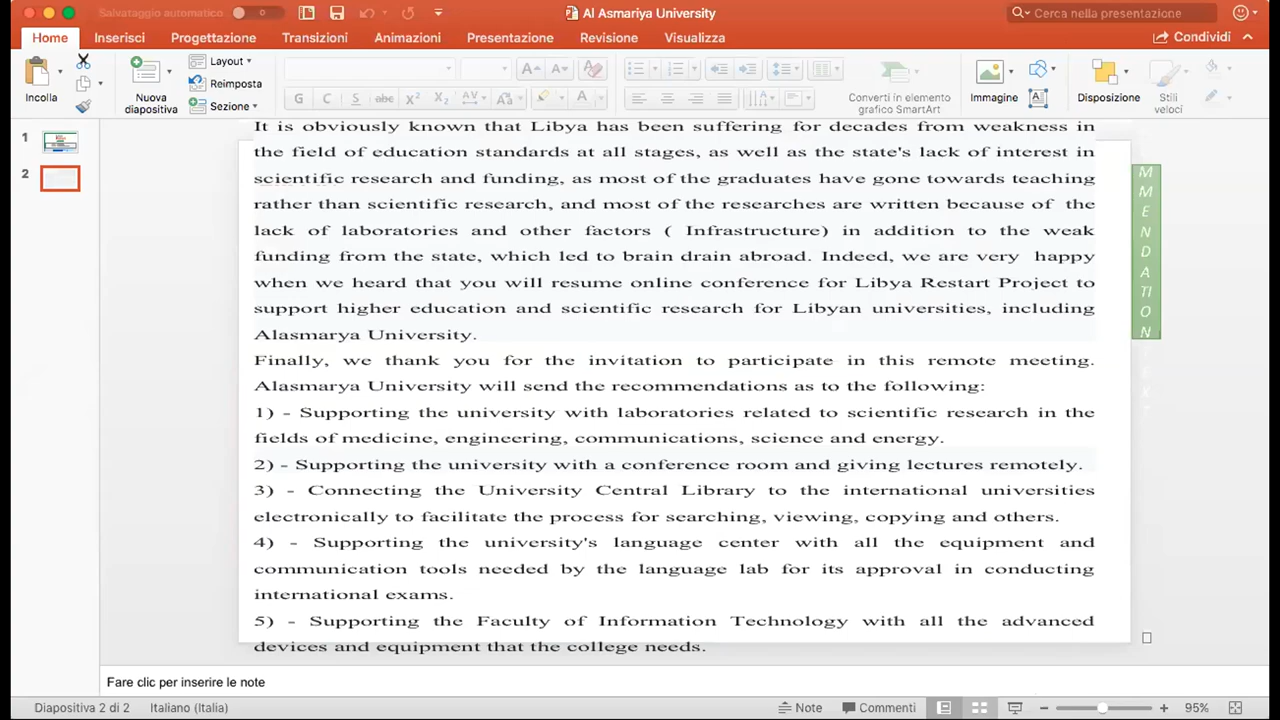 Salvataggio automatico
Al Asmariya University
Cerca nella presentazione
Home Inserisci Progettazione Transizioni Animazioni Presentazione Revisione Visualizza
Condividi
Incolla
Nuova
diapositiva
Layout
Reimposta
Sezione
G C S abc X² X₂ AV Aa A
Converti in elemento
grafico SmartArt
Immagine
Disposizione
Stili
veloci
1
2
It is obviously known that Libya has been suffering for decades from weakness in
the field of education standards at all stages, as well as the state's lack of interest in
scientific research and funding, as most of the graduates have gone towards teaching
rather than scientific research, and most of the researches are written because of the
lack of laboratories and other factors ( Infrastructure) in addition to the weak
funding from the state, which led to brain drain abroad. Indeed, we are very happy
when we heard that you will resume online conference for Libya Restart Project to
support higher education and scientific research for Libyan universities, including
Alasmarya University.
Finally, we thank you for the invitation to participate in this remote meeting.
Alasmarya University will send the recommendations as to the following:
1) - Supporting the university with laboratories related to scientific research in the
fields of medicine, engineering, communications, science and energy.
2) - Supporting the university with a conference room and giving lectures remotely.
3) - Connecting the University Central Library to the international universities
electronically to facilitate the process for searching, viewing, copying and others.
4) - Supporting the university's language center with all the equipment and
communication tools needed by the language lab for its approval in conducting
international exams.
5) - Supporting the Faculty of Information Technology with all the advanced
devices and equipment that the college needs.
M
M
E
N
D
A
TI
O
N
Fare clic per inserire le note
Diapositiva 2 di 2 Italiano (Italia)
Note Commenti
95%